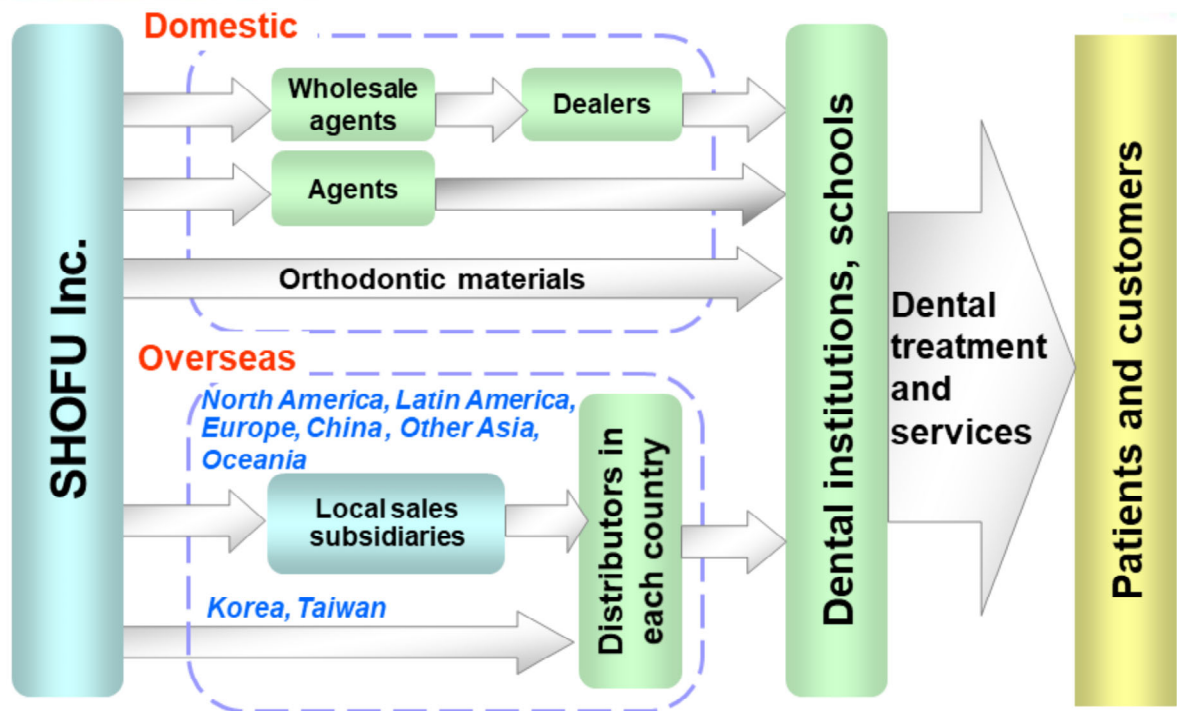 SHOFU Inc.
Domestic
Wholesale
agents
Dealers
Agents
Orthodontic materials
Overseas
North America, Latin America,
Europe, China, Other Asia,
Oceania
Local sales
subsidiaries
Korea, Taiwan
Distributors in
each country
Dental institutions, schools
Dental
treatment
and
services
Patients and customers